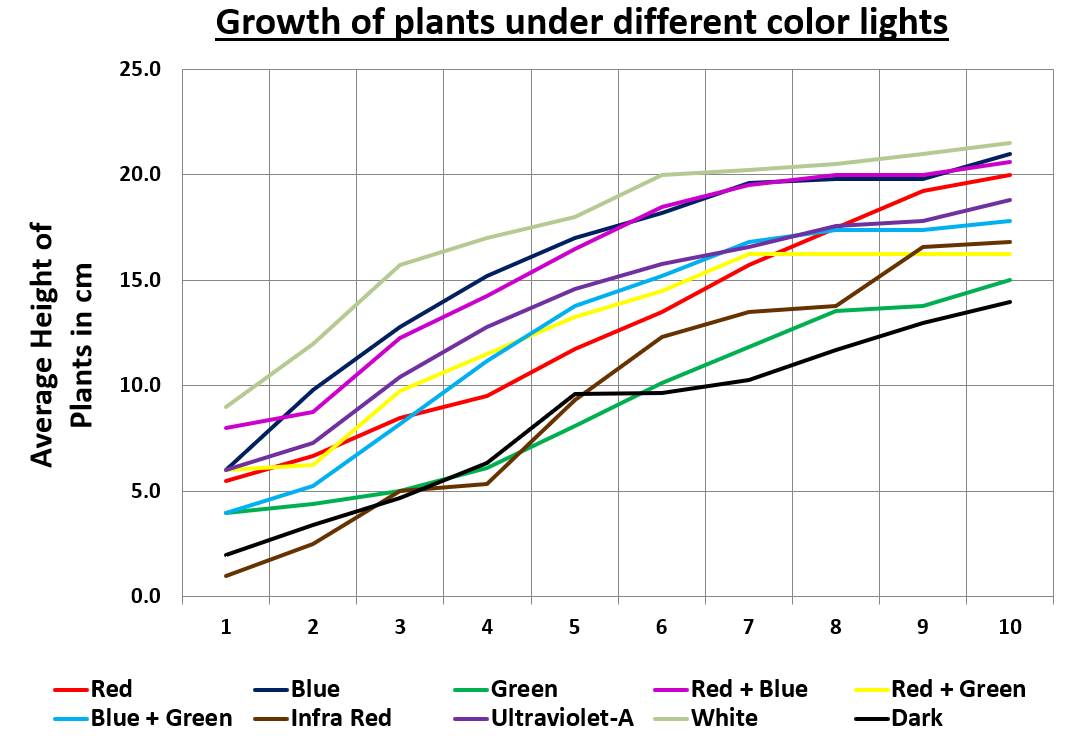 Growth of plants under different color lights
Average Height of
Plants in cm
25.0
20.0
15.0
10.0
5.0
0.0
1 2 3 4 5 6 7 8 9 10
Red Blue Green Red + Blue Red + Green
Blue + Green Infra Red Ultraviolet-A White Dark